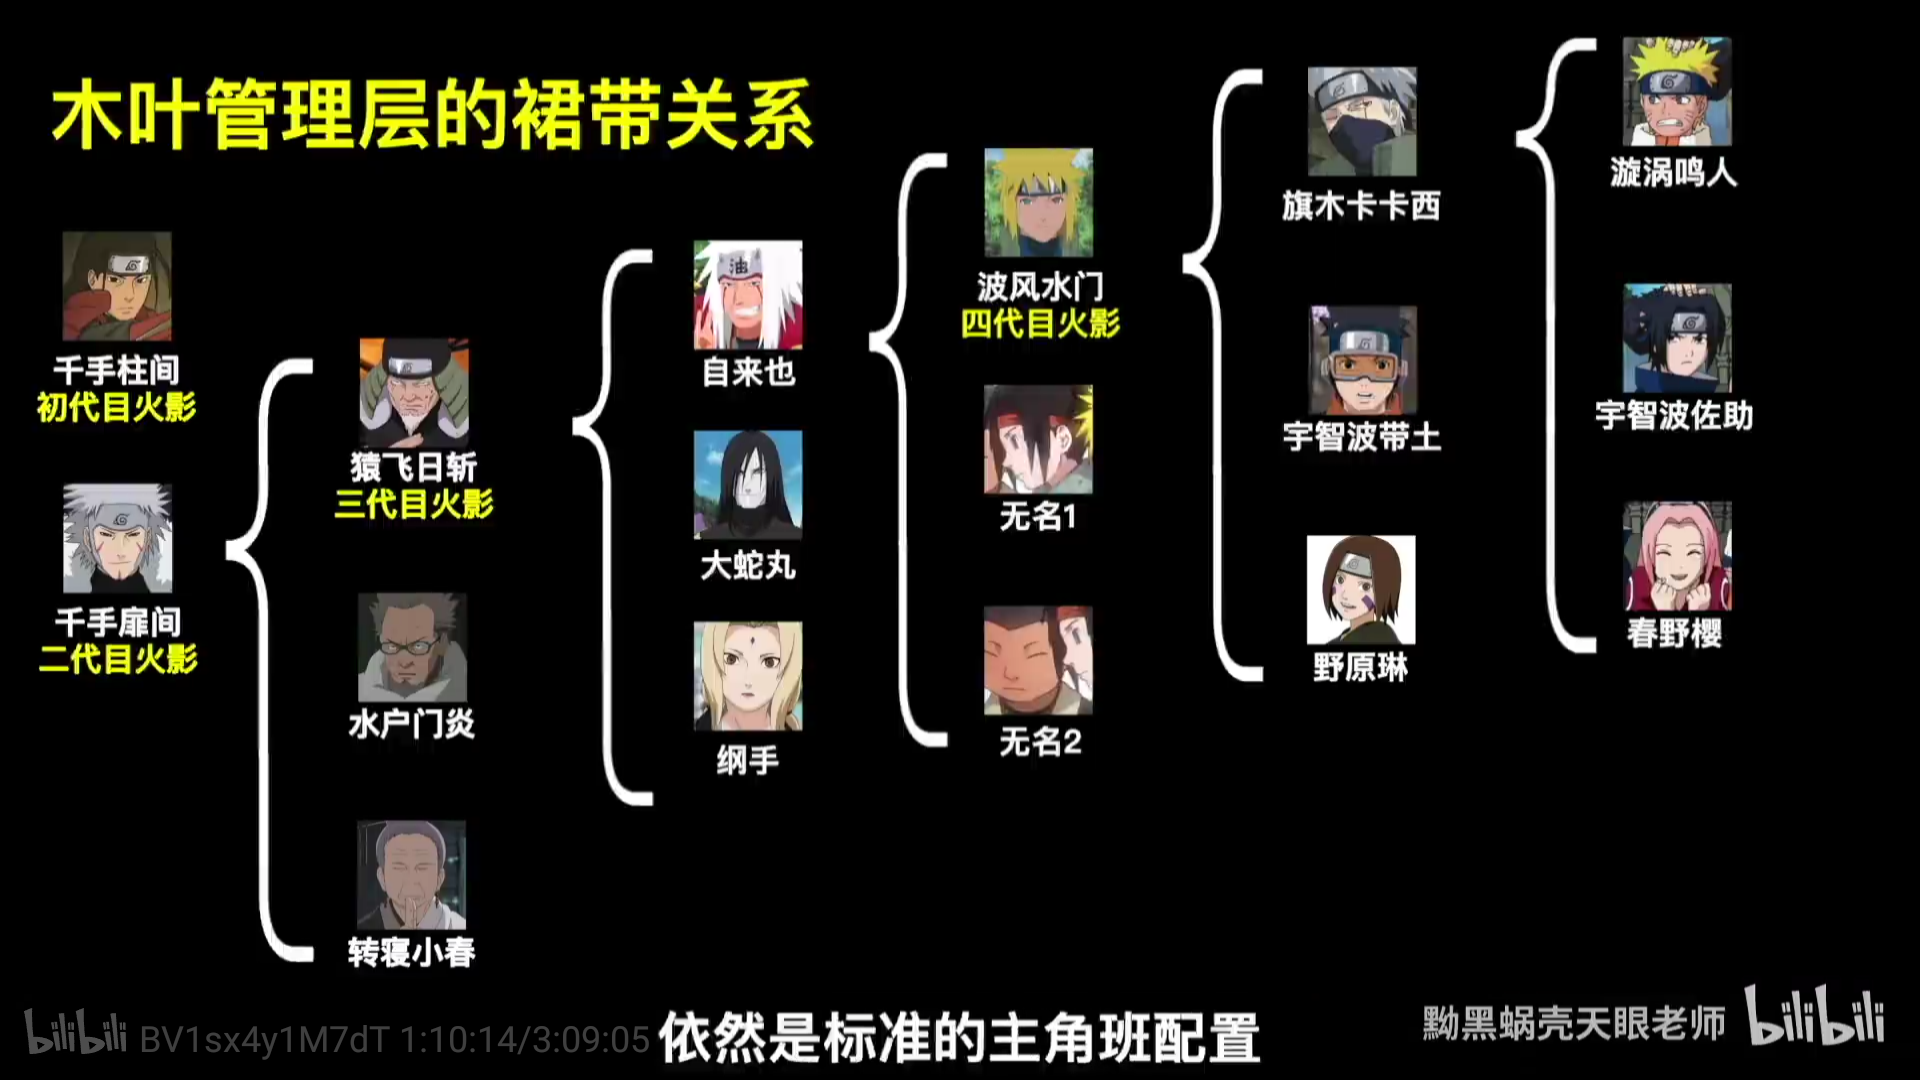 木叶管理层的裙带关系
千手柱间
初代目火影
千手扉间
二代目火影
猿飞日斩
三代目火影
水户门炎
转寝小春
油
自来也
大蛇丸
纲手
波风水门
四代目火影
无名1
无名2
旗木卡卡西
宇智波带土
野原琳
漩涡鸣人
宇智波佐助
春野樱
依然是标准的主角班配置
bilibili BV1sx4y1M7dT 1:10:14/3:09:05
黝黑蜗壳天眼老师 bilibili